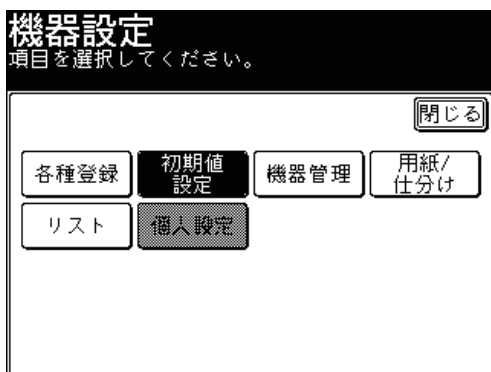 機器設定
項目を選択してください。
閉じる
各種登録
初期値
設定
機器管理
用紙/
仕分け
リスト
個人設定